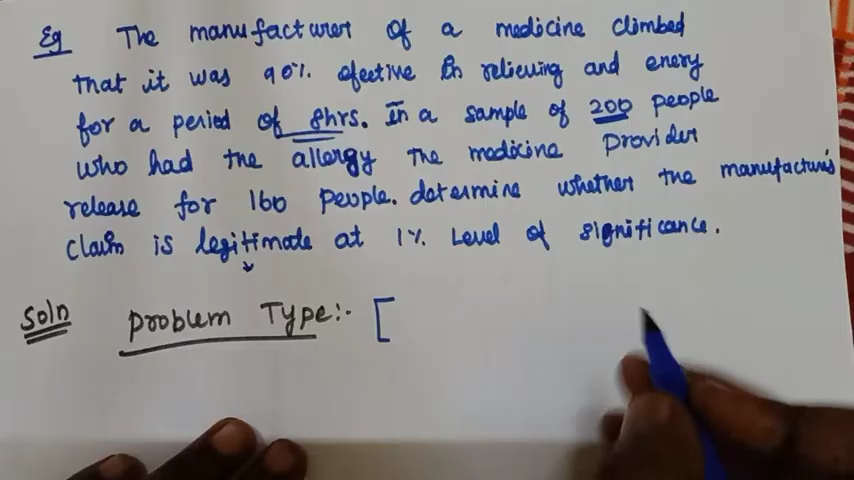 Eg The manufacturer of a medicine climbed
that it was 90% efective in relieving and enery
for a period of 8hrs. In a sample of 200 people
who had the allergy the medicine provider
release for 160 people. determine whether the manufacturis
claim is legitimate at 1% Level of significance.
Soln Problem Type:- [